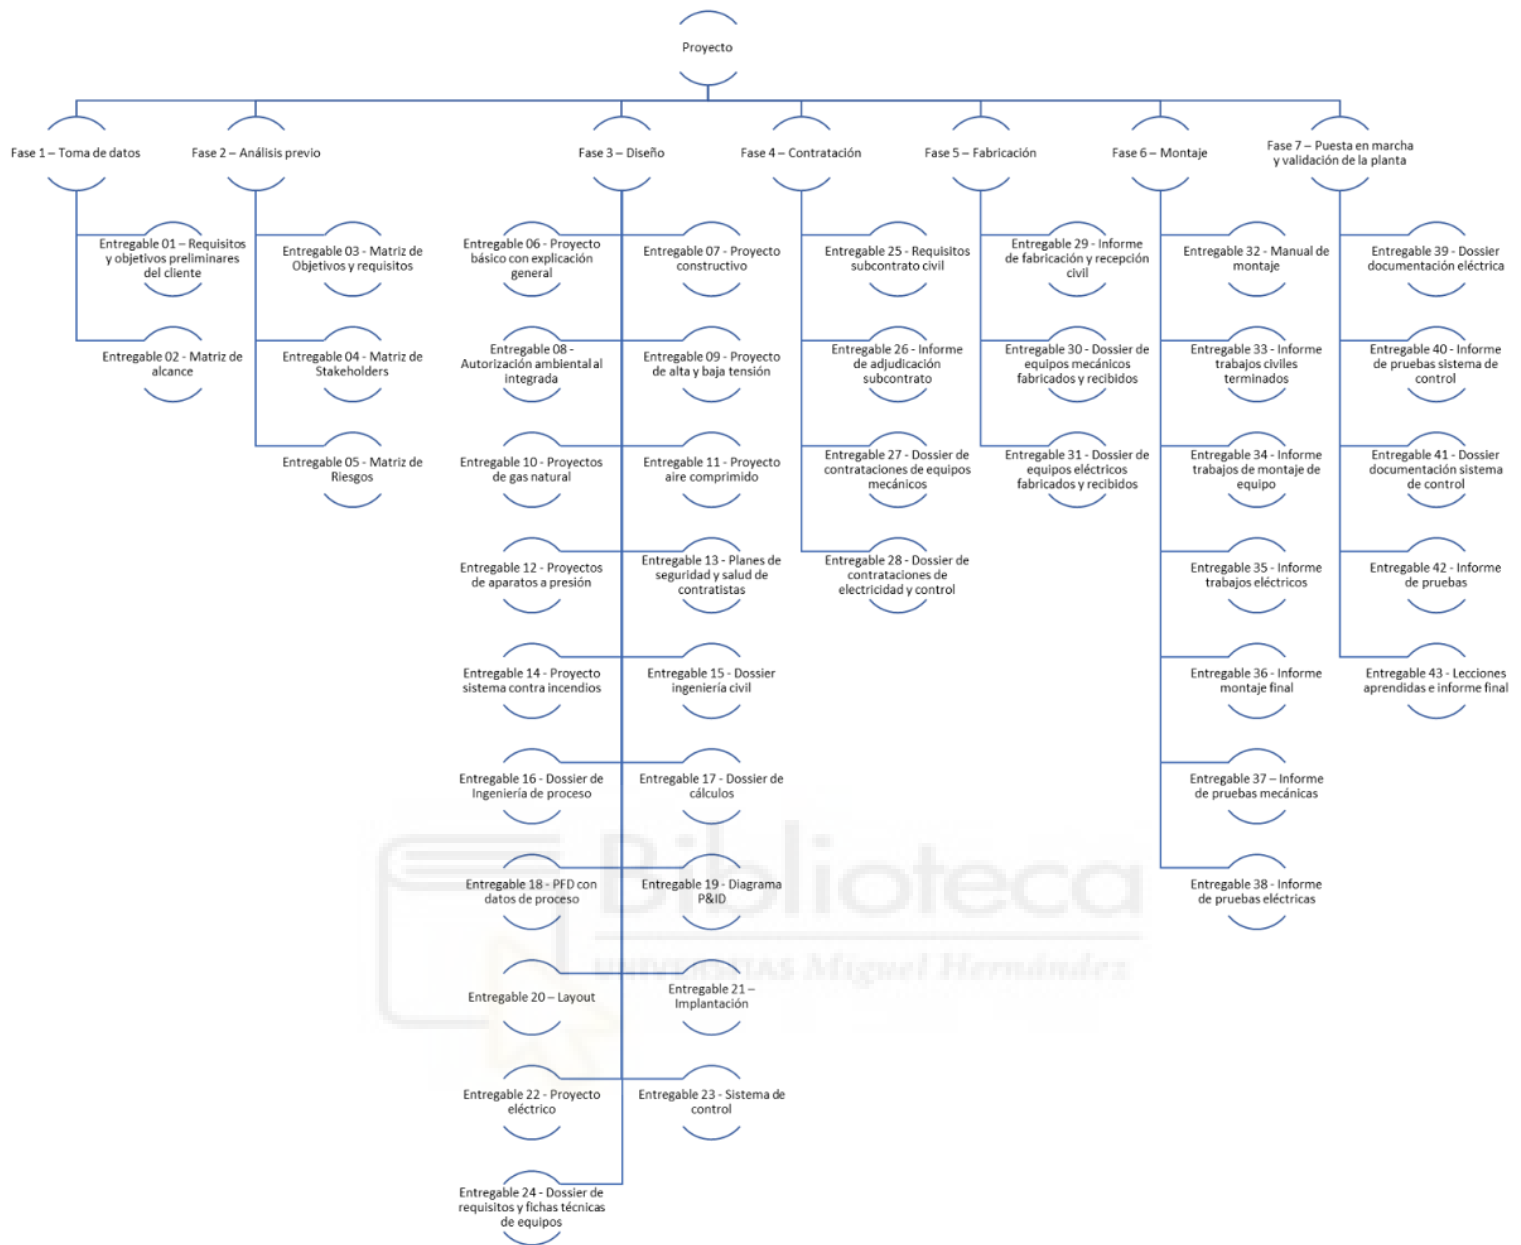 Proyecto
Fase 1 – Toma de datos
Fase 2 – Análisis previo
Fase 3 – Diseño
Fase 4 – Contratación
Fase 5 – Fabricación
Fase 6 – Montaje
Fase 7 – Puesta en marcha
y validación de la planta
Entregable 01 – Requisitos
y objetivos preliminares
del cliente
Entregable 02 - Matriz de
alcance
Entregable 03 - Matriz de
Objetivos y requisitos
Entregable 04 - Matriz de
Stakeholders
Entregable 05 - Matriz de
Riesgos
Entregable 06 - Proyecto
básico con explicación
general
Entregable 07 - Proyecto
constructivo
Entregable 08 -
Autorización ambiental al
integrada
Entregable 09 - Proyecto
de alta y baja tensión
Entregable 10 - Proyectos
de gas natural
Entregable 11 - Proyecto
aire comprimido
Entregable 12 - Proyectos
de aparatos a presión
Entregable 13 - Planes de
seguridad y salud de
contratistas
Entregable 14 - Proyecto
sistema contra incendios
Entregable 15 - Dossier
ingeniería civil
Entregable 16 - Dossier de
Ingeniería de proceso
Entregable 17 - Dossier de
cálculos
Entregable 18 - PFD con
datos de proceso
Entregable 19 - Diagrama
P&ID
Entregable 20 – Layout
Entregable 21 –
Implantación
Entregable 22 - Proyecto
eléctrico
Entregable 23 - Sistema de
control
Entregable 24 - Dossier de
requisitos y fichas técnicas
de equipos
Entregable 25 - Requisitos
subcontrato civil
Entregable 26 - Informe
de adjudicación
subcontrato
Entregable 27 - Dossier de
contrataciones de equipos
mecánicos
Entregable 28 - Dossier de
contrataciones de
electricidad y control
Entregable 29 - Informe
de fabricación y recepción
civil
Entregable 30 - Dossier de
equipos mecánicos
fabricados y recibidos
Entregable 31 - Dossier de
equipos eléctricos
fabricados y recibidos
Entregable 32 - Manual de
montaje
Entregable 33 - Informe
trabajos civiles
terminados
Entregable 34 - Informe
trabajos de montaje de
equipo
Entregable 35 - Informe
trabajos eléctricos
Entregable 36 - Informe
montaje final
Entregable 37 – Informe
de pruebas mecánicas
Entregable 38 - Informe
de pruebas eléctricas
Entregable 39 - Dossier
documentación eléctrica
Entregable 40 - Informe
de pruebas sistema de
control
Entregable 41 - Dossier
documentación sistema
de control
Entregable 42 - Informe
de pruebas
Entregable 43 - Lecciones
aprendidas e informe final
Biblioteca
UNIVERSITAS Miguel Hernández